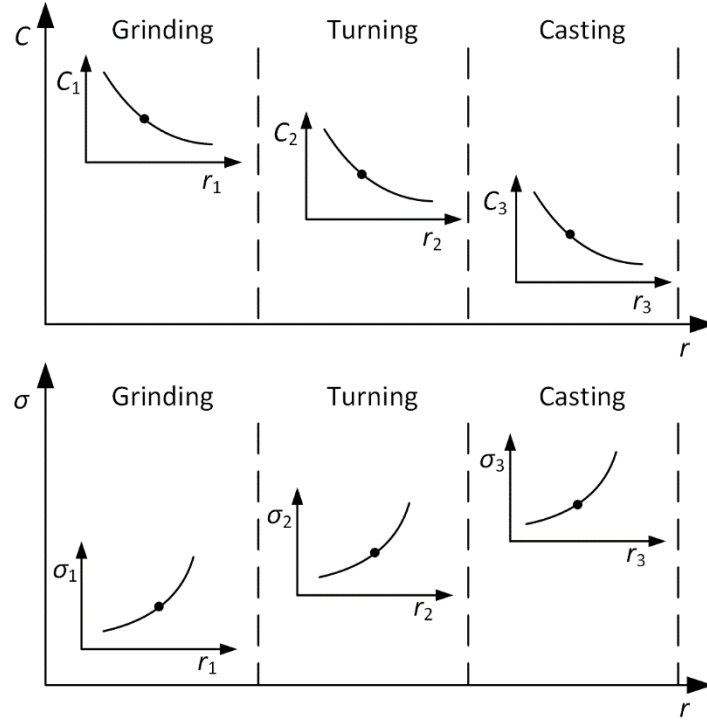 Grinding Turning Casting
C
C1
r1
C2
r2
C3
r3
r
Grinding Turning Casting
σ
σ3
r3
σ2
r2
σ1
r1
r